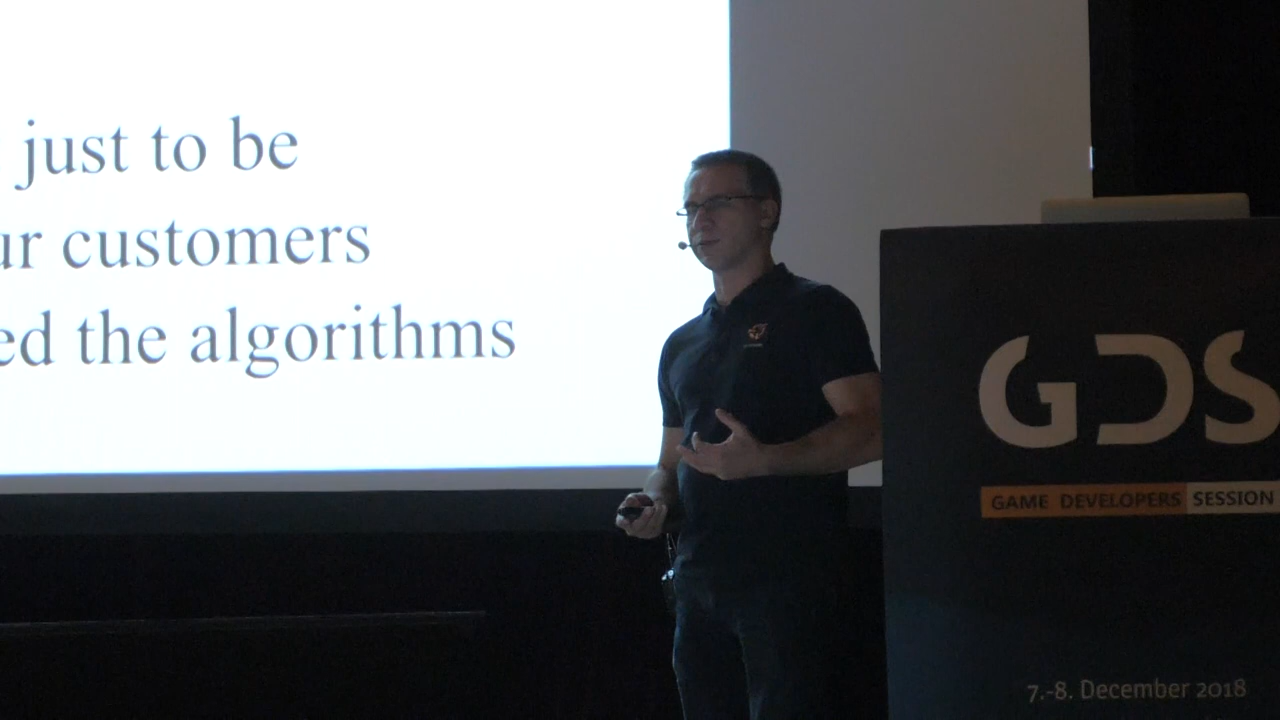 just to be
ur customers
ed the algorithms
GDS
GAME DEVELOPERS SESSION
7.-8. December 2018